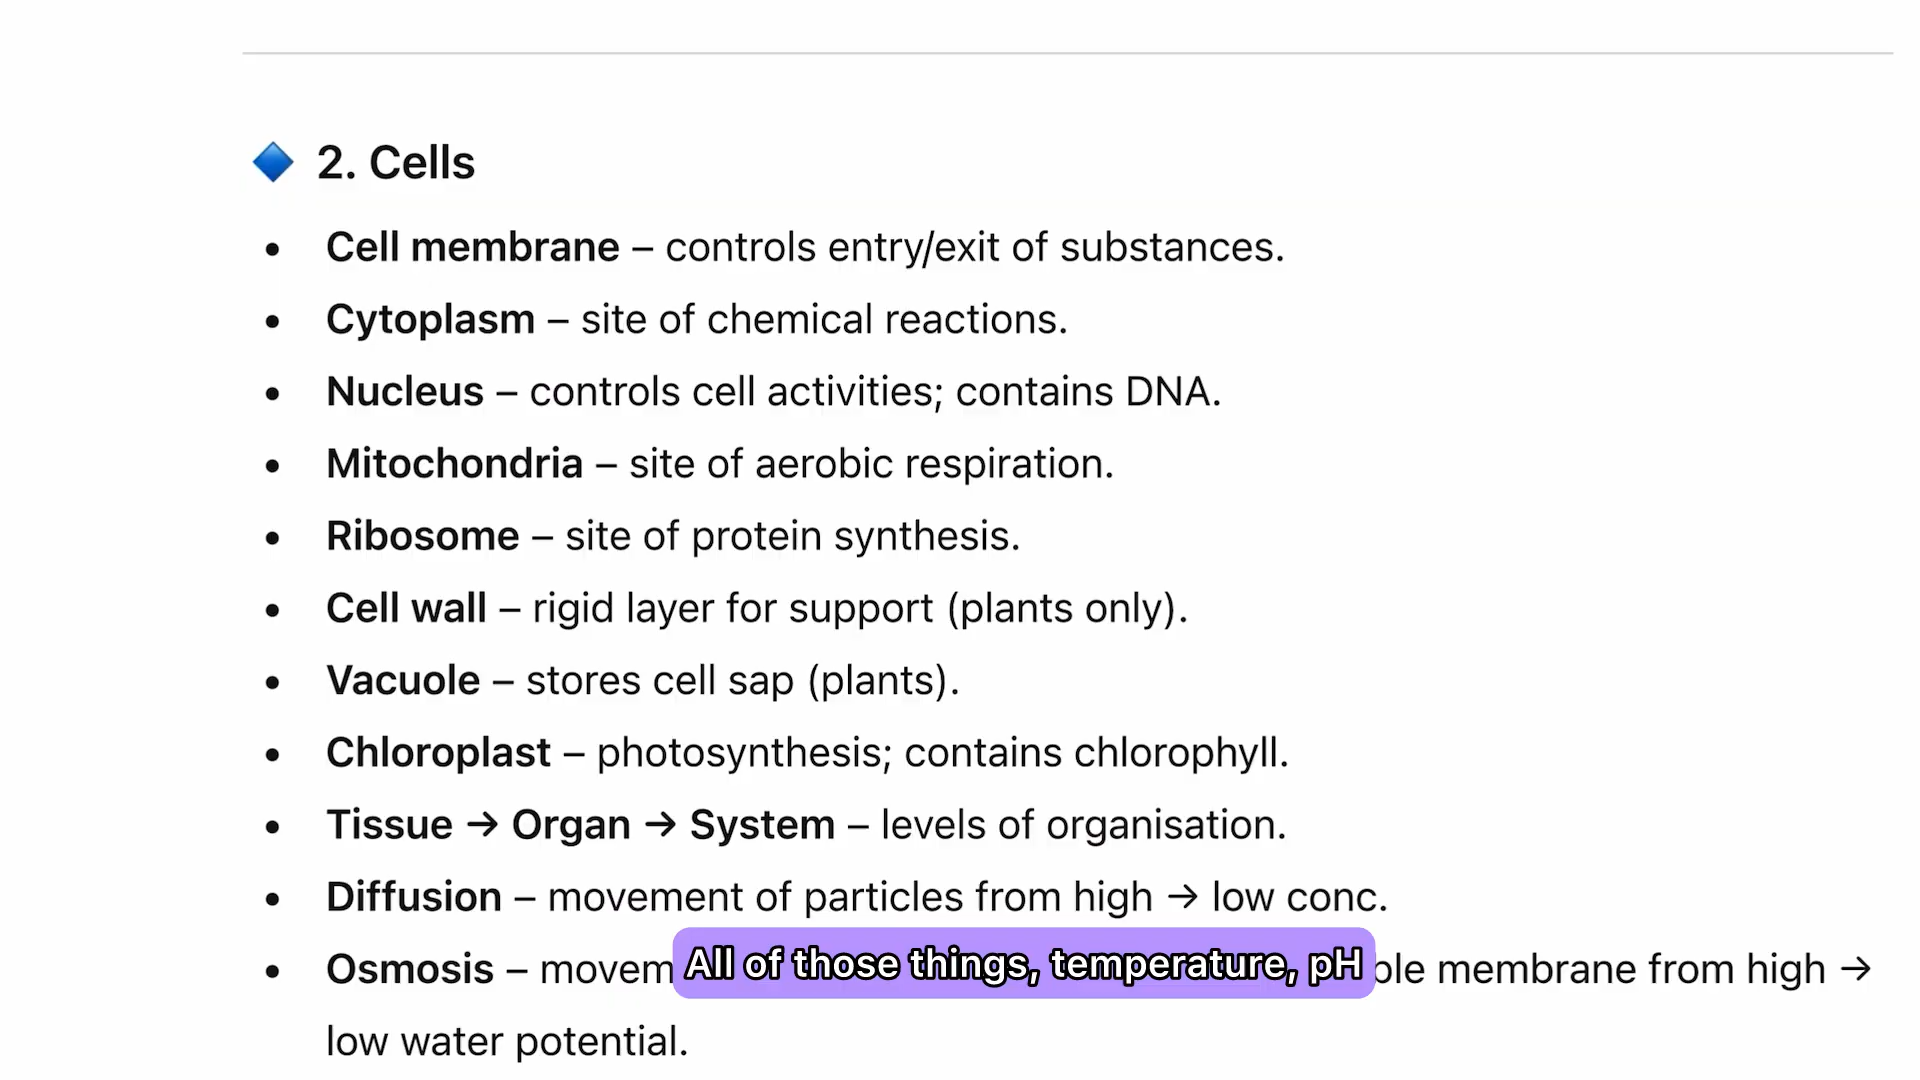 🔷 2. Cells
• Cell membrane – controls entry/exit of substances.
• Cytoplasm – site of chemical reactions.
• Nucleus – controls cell activities; contains DNA.
• Mitochondria – site of aerobic respiration.
• Ribosome – site of protein synthesis.
• Cell wall – rigid layer for support (plants only).
• Vacuole – stores cell sap (plants).
• Chloroplast – photosynthesis; contains chlorophyll.
• Tissue → Organ → System – levels of organisation.
• Diffusion – movement of particles from high → low conc.
• Osmosis – membrane from high →
All of those things, temperature, pH
low water potential.